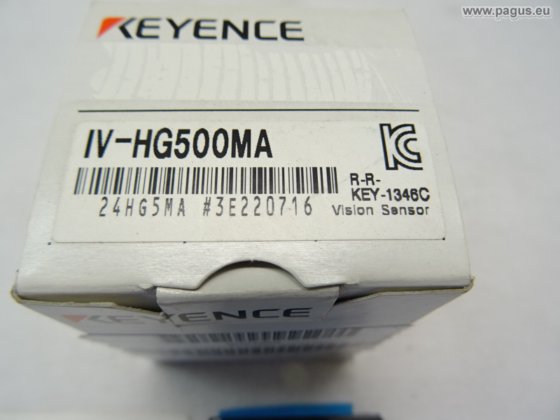 www.pagus.eu
KEYENCE
IV-HG500MA
24HG5MA #3E220716
R-R-
KEY-1346C
Vision Sensor
KEYENCE